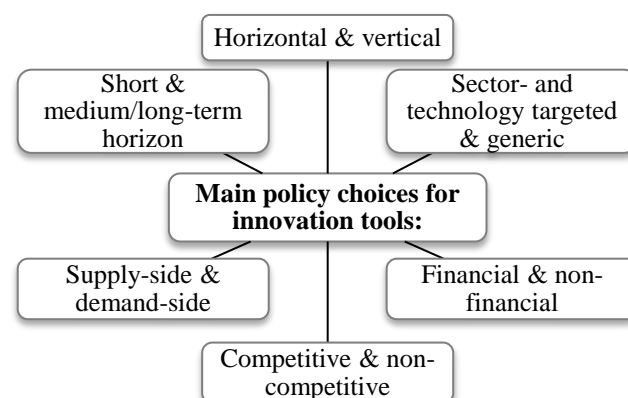 Horizontal & vertical
Short &
medium/long-term
horizon
Sector- and
technology targeted
& generic
Main policy choices for
innovation tools:
Supply-side &
demand-side
Financial & non-
financial
Competitive & non-
competitive